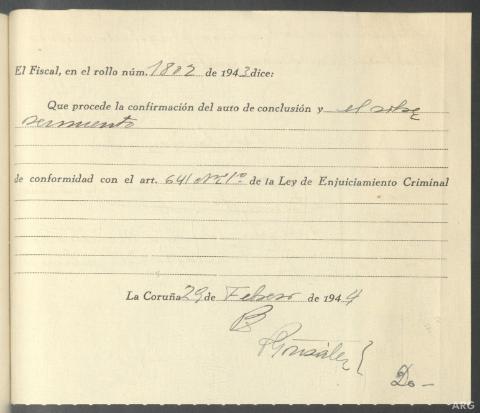 El Fiscal, en el rollo núm. 1802 de 1943 dice:
Que procede la confirmación del auto de conclusión y el sobre
seimiento
de conformidad con el art. 641 Nº 1º de la Ley de Enjuiciamiento Criminal
La Coruña 29 de Febrero de 1944
González
Do-
ARG